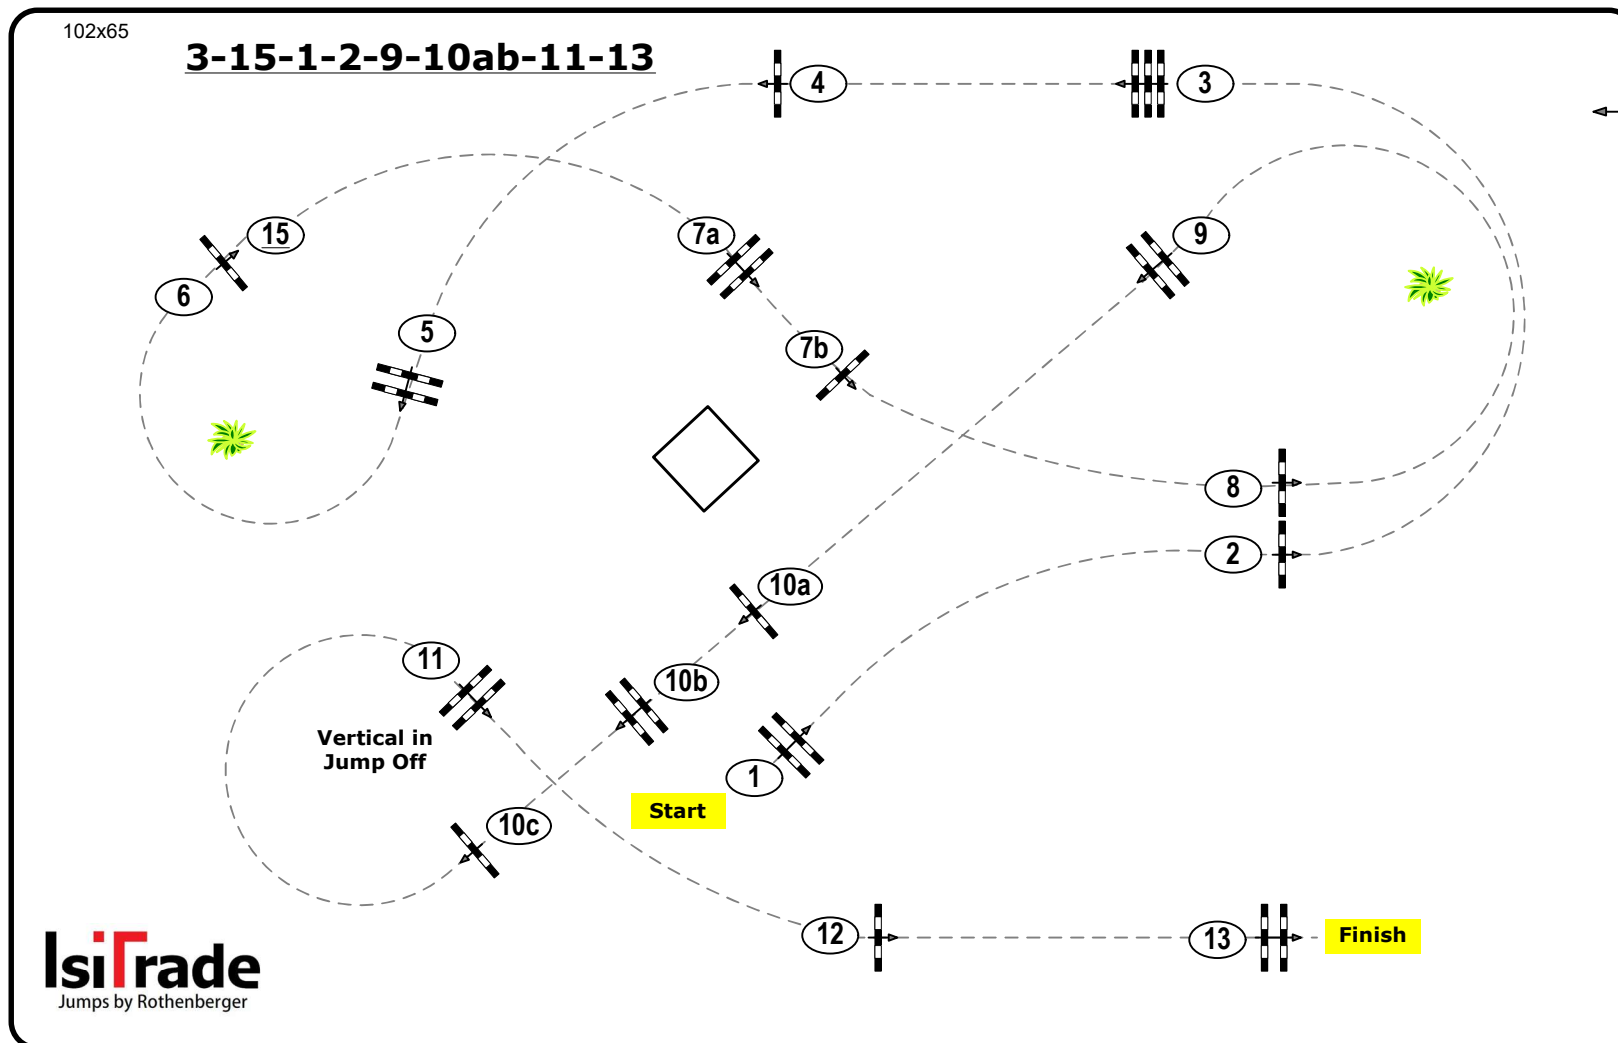 102x65
3-15-1-2-9-10ab-11-13
4
3
15
7a
9
6
5
7b
8
2
10a
11
10b
Vertical in
Jump Off
1
Start
10c
12
13
Finish
IsiTrade
Jumps by Rothenberger